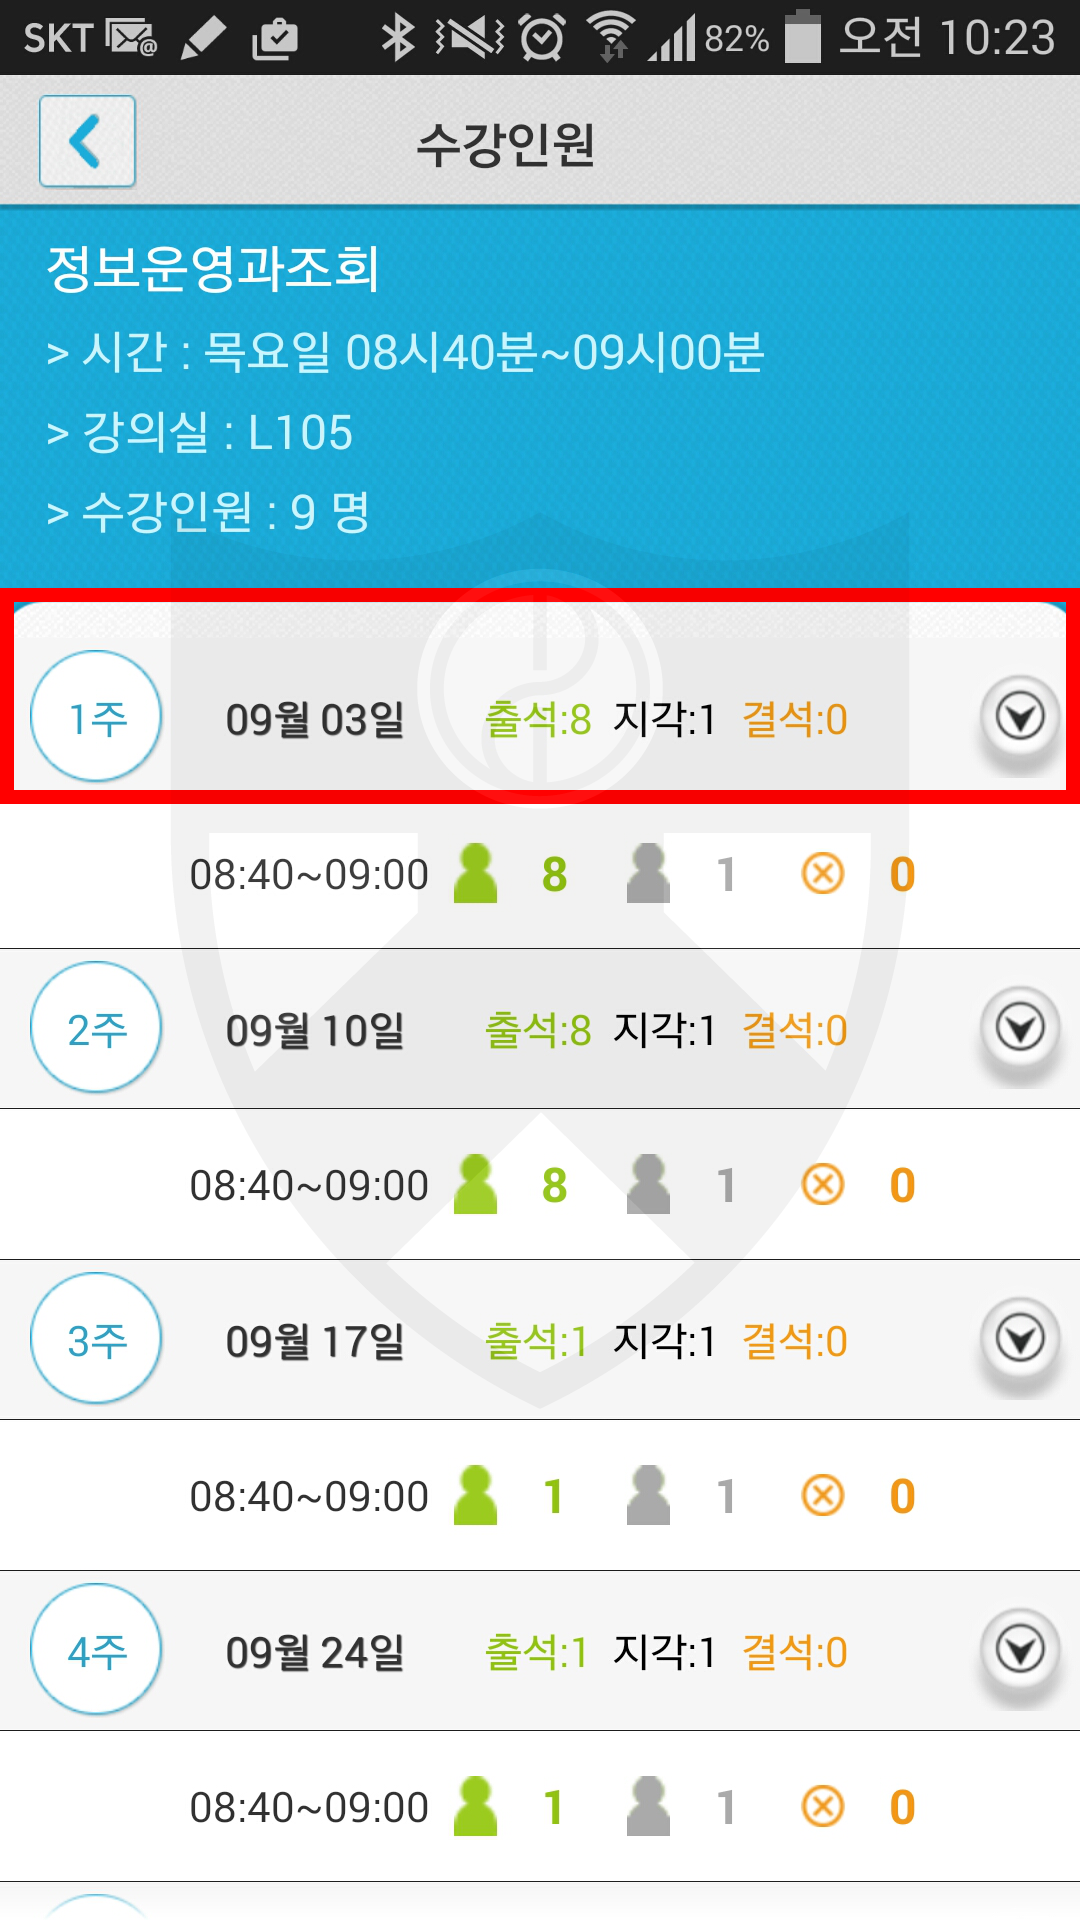 SKT 82% 오전 10:23
수강인원
정보운영과조회
> 시간 : 목요일 08시40분~09시00분
> 강의실 : L105
> 수강인원 : 9 명
1주 09월 03일 출석:8 지각:1 결석:0
08:40~09:00 8 1 0
2주 09월 10일 출석:8 지각:1 결석:0
08:40~09:00 8 1 0
3주 09월 17일 출석:1 지각:1 결석:0
08:40~09:00 1 1 0
4주 09월 24일 출석:1 지각:1 결석:0
08:40~09:00 1 1 0